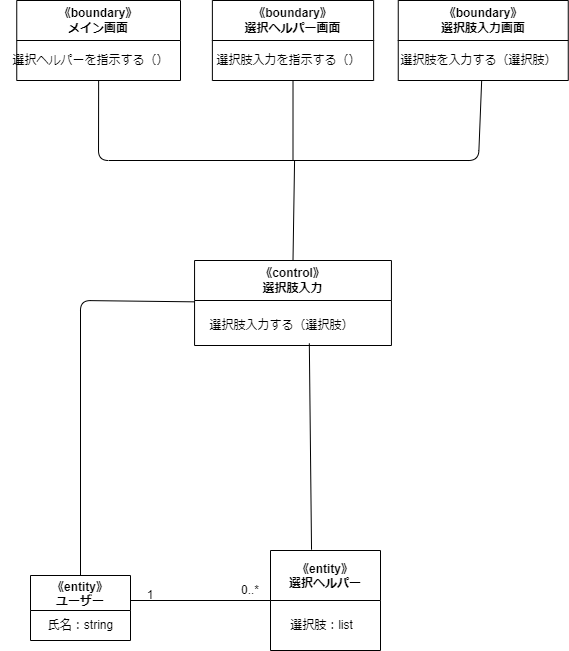 《boundary》
メイン画面
選択ヘルパーを指示する（）
《boundary》
選択ヘルパー画面
選択肢入力を指示する（）
《boundary》
選択肢入力画面
選択肢を入力する（選択肢）
《control》
選択肢入力
選択肢入力する（選択肢）
《entity》
ユーザー
氏名：string
1
0..*
《entity》
選択ヘルパー
選択肢：list